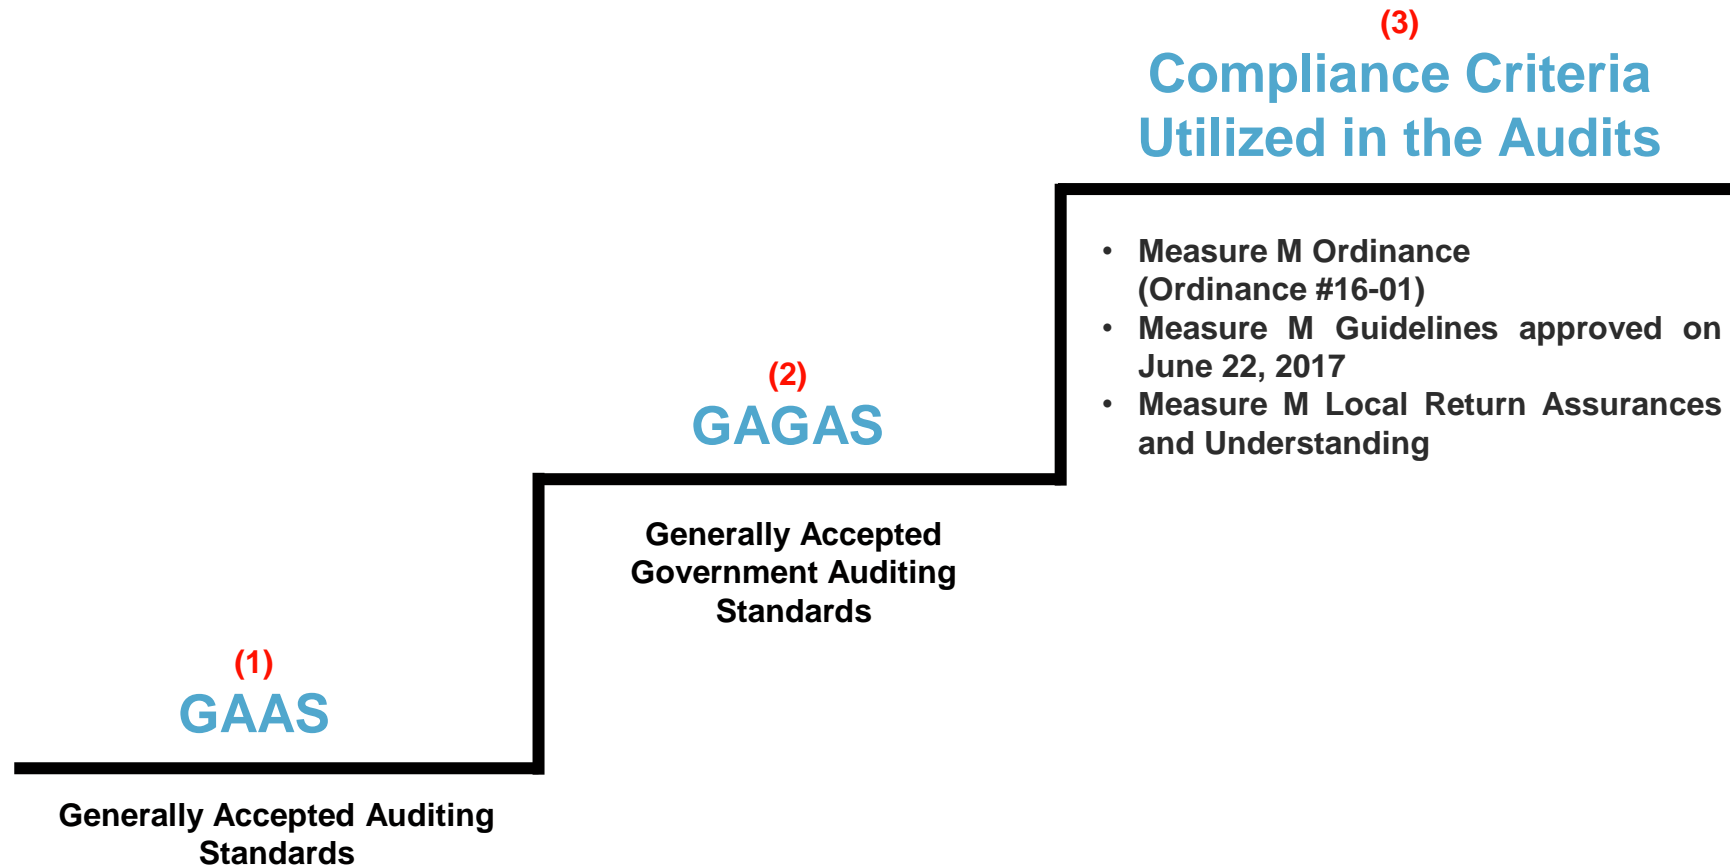 (3)
Compliance Criteria
Utilized in the Audits
• Measure M Ordinance
(Ordinance #16-01)
• Measure M Guidelines approved on
June 22, 2017
• Measure M Local Return Assurances
and Understanding
(2)
GAGAS
Generally Accepted
Government Auditing
Standards
(1)
GAAS
Generally Accepted Auditing
Standards